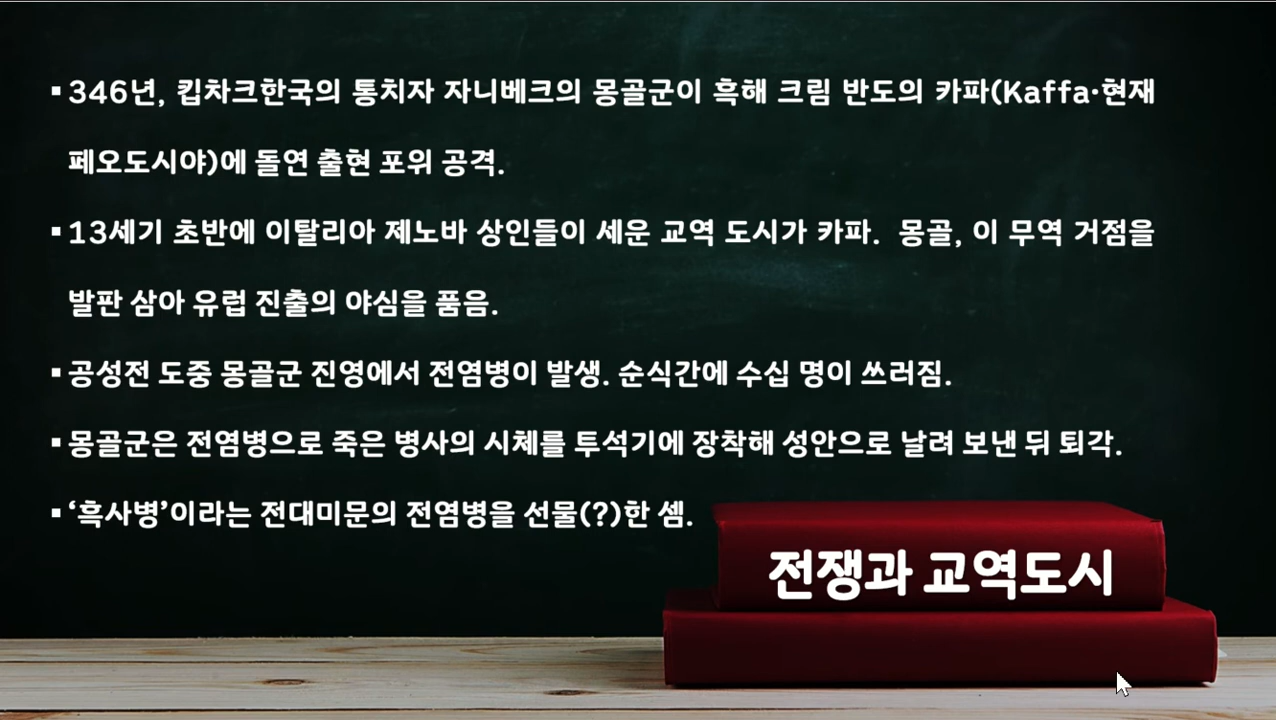 ▪346년, 킵차크한국의 통치자 자니베크의 몽골군이 흑해 크림 반도의 카파(Kaffa·현재
페오도시야)에 돌연 출현 포위 공격.
▪13세기 초반에 이탈리아 제노바 상인들이 세운 교역 도시가 카파. 몽골, 이 무역 거점을
발판 삼아 유럽 진출의 야심을 품음.
▪공성전 도중 몽골군 진영에서 전염병이 발생. 순식간에 수십 명이 쓰러짐.
▪몽골군은 전염병으로 죽은 병사의 시체를 투석기에 장착해 성안으로 날려 보낸 뒤 퇴각.
▪‘흑사병’이라는 전대미문의 전염병을 선물(?)한 셈.
전쟁과 교역도시